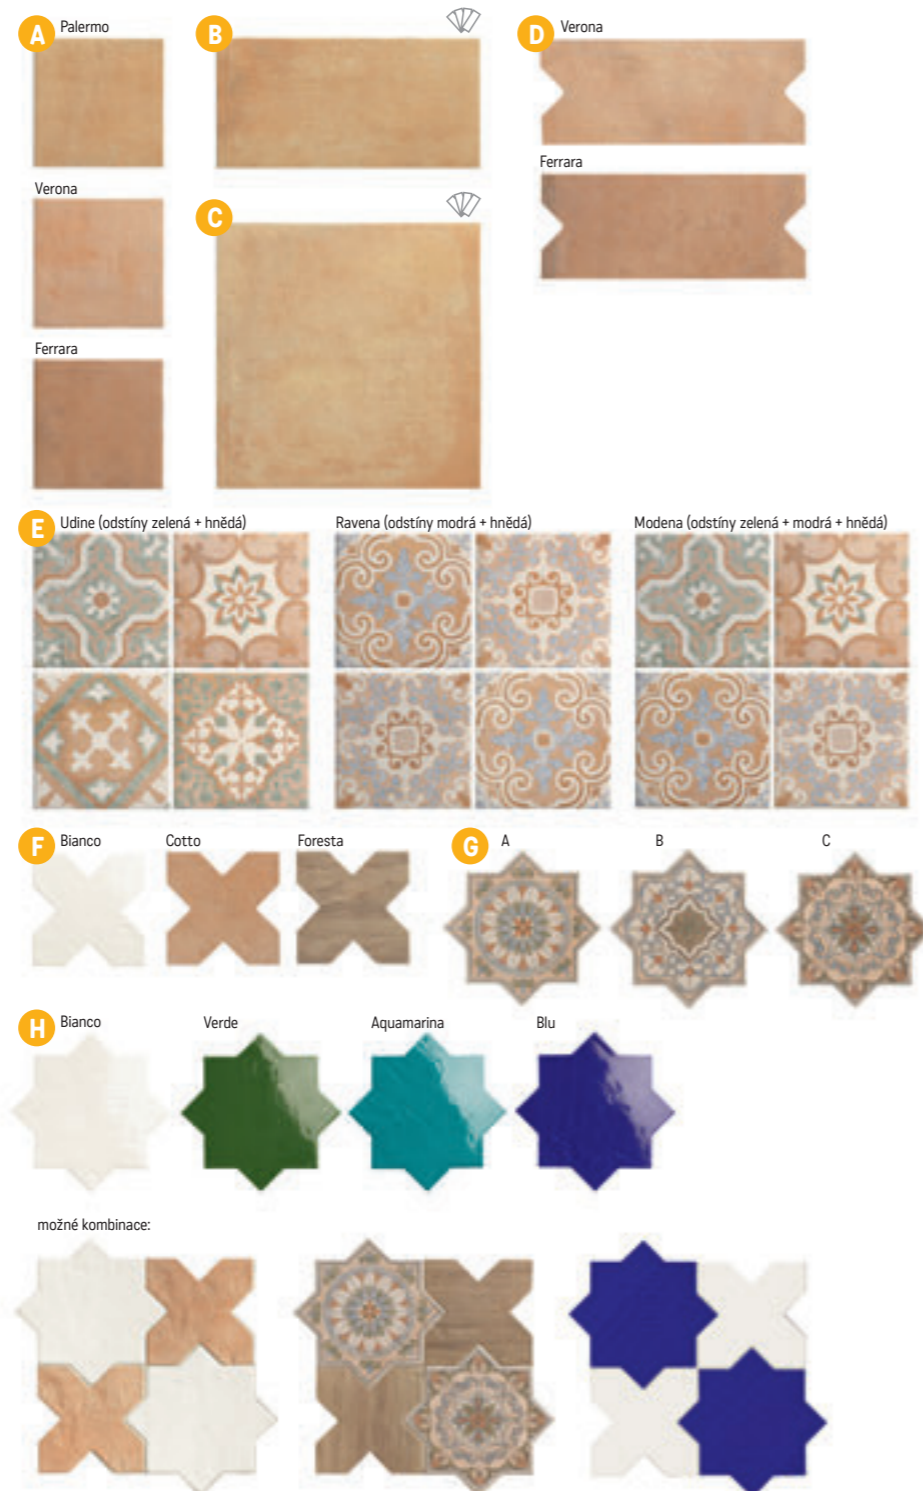 A Palermo
B
D Verona
Verona
C
Ferrara
Ferrara
E Udine (odstíny zelená + hnědá)
Ravena (odstíny modrá + hnědá)
Modena (odstíny zelená + modrá + hnědá)
F Bianco
Cotto
Foresta
G A
B
C
H Bianco
Verde
Aquamarina
Blu
možné kombinace: